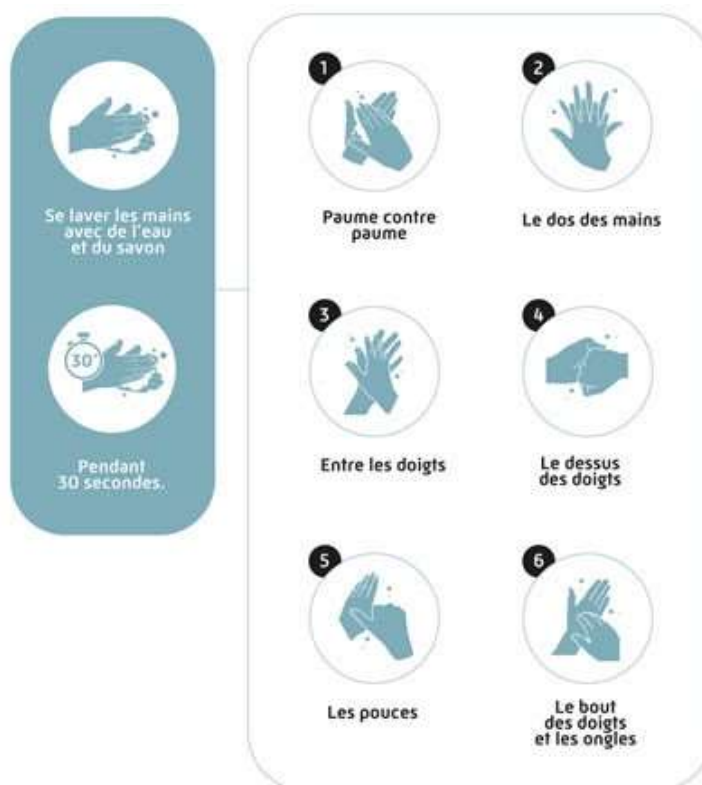 Se laver les mains
avec de l'eau
et du savon
30"
Pendant
30 secondes.
1
Paume contre
paume
2
Le dos des mains
3
Entre les doigts
4
Le dessus
des doigts
5
Les pouces
6
Le bout
des doigts
et les ongles